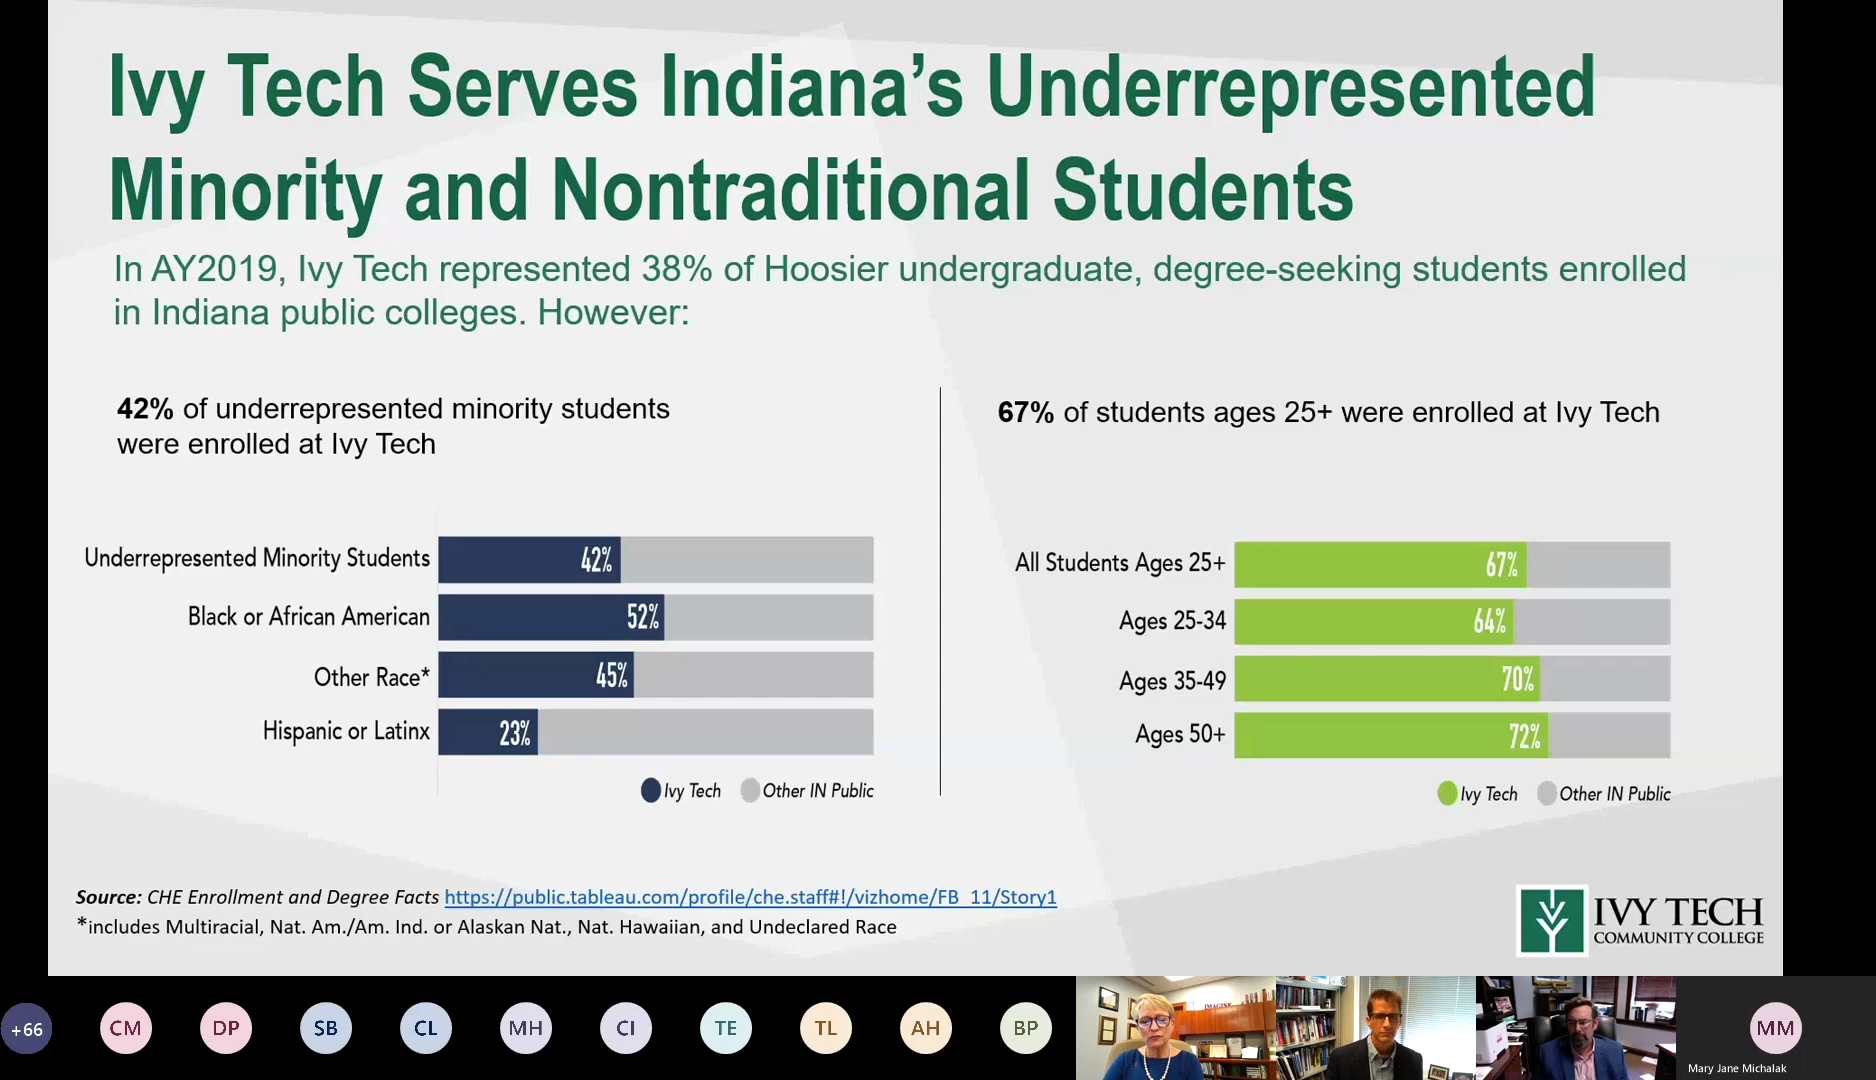 Ivy Tech Serves Indiana’s Underrepresented
Minority and Nontraditional Students
In AY2019, Ivy Tech represented 38% of Hoosier undergraduate, degree-seeking students enrolled
in Indiana public colleges. However:
42% of underrepresented minority students
were enrolled at Ivy Tech
Underrepresented Minority Students 42%
Black or African American 52%
Other Race* 45%
Hispanic or Latinx 23%
Ivy Tech Other IN Public
67% of students ages 25+ were enrolled at Ivy Tech
All Students Ages 25+ 67%
Ages 25-34 64%
Ages 35-49 70%
Ages 50+ 72%
Ivy Tech Other IN Public
Source: CHE Enrollment and Degree Facts https://public.tableau.com/profile/che.staff#!/vizhome/FB_11/Story1
*includes Multiracial, Nat. Am./Am. Ind. or Alaskan Nat., Nat. Hawaiian, and Undeclared Race
IVY TECH
COMMUNITY COLLEGE
+66 CM DP SB CL MH CI TE TL AH BP MM
IMAGINE
Mary Jane Michalak